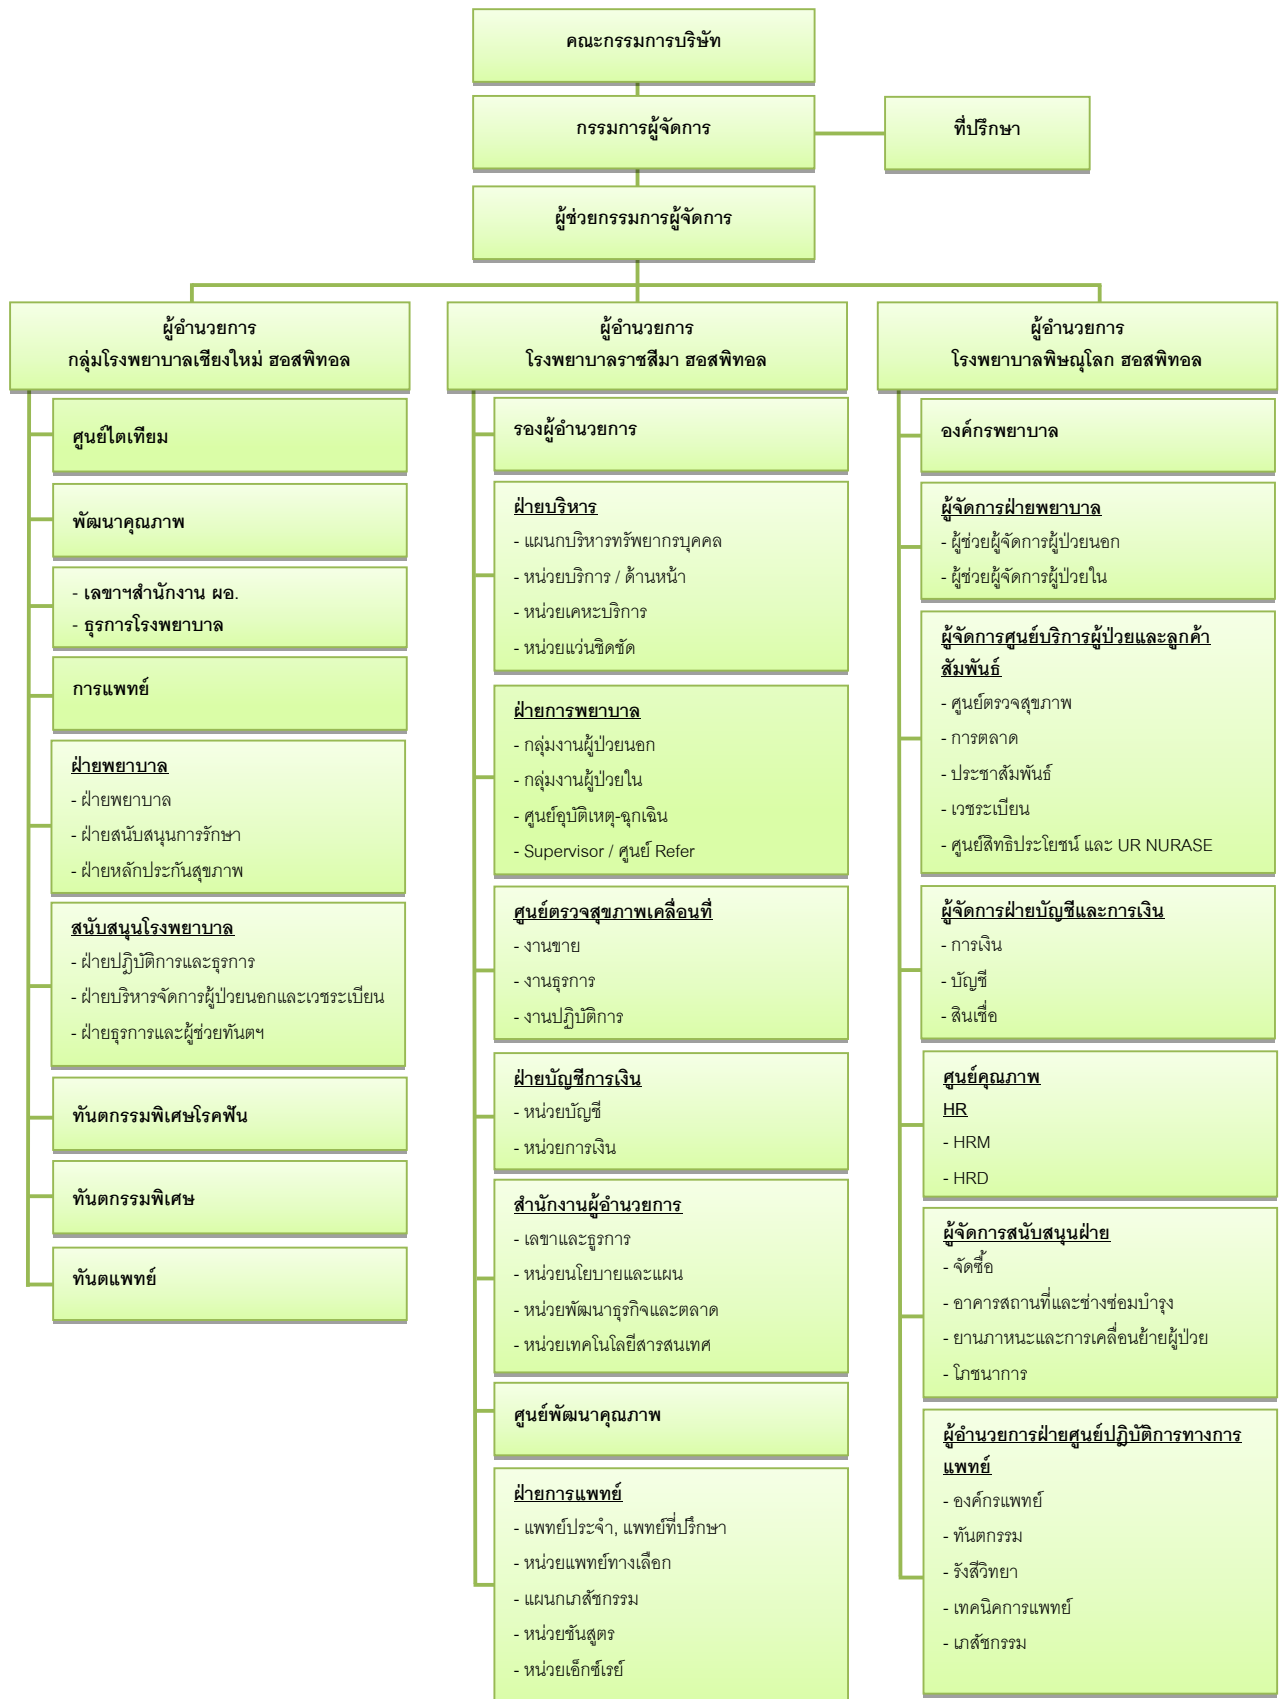 คณะกรรมการบริษัท
กรรมการผู้จัดการ
ที่ปรึกษา
ผู้ช่วยกรรมการผู้จัดการ
ผู้อำนวยการ
กลุ่มโรงพยาบาลเชียงใหม่ ฮอสพิทอล
ศูนย์ไตเทียม
พัฒนาคุณภาพ
- เลขาฯสำนักงาน ผอ.
- ธุรการโรงพยาบาล
การแพทย์
ฝ่ายพยาบาล
- ฝ่ายพยาบาล
- ฝ่ายสนับสนุนการรักษา
- ฝ่ายหลักประกันสุขภาพ
สนับสนุนโรงพยาบาล
- ฝ่ายปฏิบัติการและธุรการ
- ฝ่ายบริหารจัดการผู้ป่วยนอกและเวชระเบียน
- ฝ่ายธุรการและผู้ช่วยทันตฯ
ทันตกรรมพิเศษโรคฟัน
ทันตกรรมพิเศษ
ทันตแพทย์
ผู้อำนวยการ
โรงพยาบาลราชสีมา ฮอสพิทอล
รองผู้อำนวยการ
ฝ่ายบริหาร
- แผนกบริหารทรัพยากรบุคคล
- หน่วยบริการ / ด้านหน้า
- หน่วยเคหะบริการ
- หน่วยแว่นชิดชัด
ฝ่ายการพยาบาล
- กลุ่มงานผู้ป่วยนอก
- กลุ่มงานผู้ป่วยใน
- ศูนย์อุบัติเหตุ-ฉุกเฉิน
- Supervisor / ศูนย์ Refer
ศูนย์ตรวจสุขภาพเคลื่อนที่
- งานขาย
- งานธุรการ
- งานปฏิบัติการ
ฝ่ายบัญชีการเงิน
- หน่วยบัญชี
- หน่วยการเงิน
สำนักงานผู้อำนวยการ
- เลขาและธูรการ
- หน่วยนโยบายและแผน
- หน่วยพัฒนาธุรกิจและตลาด
- หน่วยเทคโนโลยีสารสนเทศ
ศูนย์พัฒนาคุณภาพ
ฝ่ายการแพทย์
- แพทย์ประจำ, แพทย์ที่ปรึกษา
- หน่วยแพทย์ทางเลือก
- แผนกเภสัชกรรม
- หน่วยชันสูตร
- หน่วยเอ็กซ์เรย์
ผู้อำนวยการ
โรงพยาบาลพิษณุโลก ฮอสพิทอล
องค์กรพยาบาล
ผู้จัดการฝ่ายพยาบาล
- ผู้ช่วยผู้จัดการผู้ป่วยนอก
- ผู้ช่วยผู้จัดการผู้ป่วยใน
ผู้จัดการศูนย์บริการผู้ป่วยและลูกค้า
สัมพันธ์
- ศูนย์ตรวจสุขภาพ
- การตลาด
- ประชาสัมพันธ์
- เวชระเบียน
- ศูนย์สิทธิประโยชน์ และ UR NURASE
ผู้จัดการฝ่ายบัญชีและการเงิน
- การเงิน
- บัญชี
- สินเชื่อ
ศูนย์คุณภาพ
HR
- HRM
- HRD
ผู้จัดการสนับสนุนฝ่าย
- จัดซื้อ
- อาคารสถานที่และช่างซ่อมบำรุง
- ยานภาหนะและการเคลื่อนย้ายผู้ป่วย
- โภชนาการ
ผู้อำนวยการฝ่ายศูนย์ปฏิบัติการทางการ
แพทย์
- องค์กรแพทย์
- ทันตกรรม
- รังสีวิทยา
- เทคนิคการแพทย์
- เภสัชกรรม